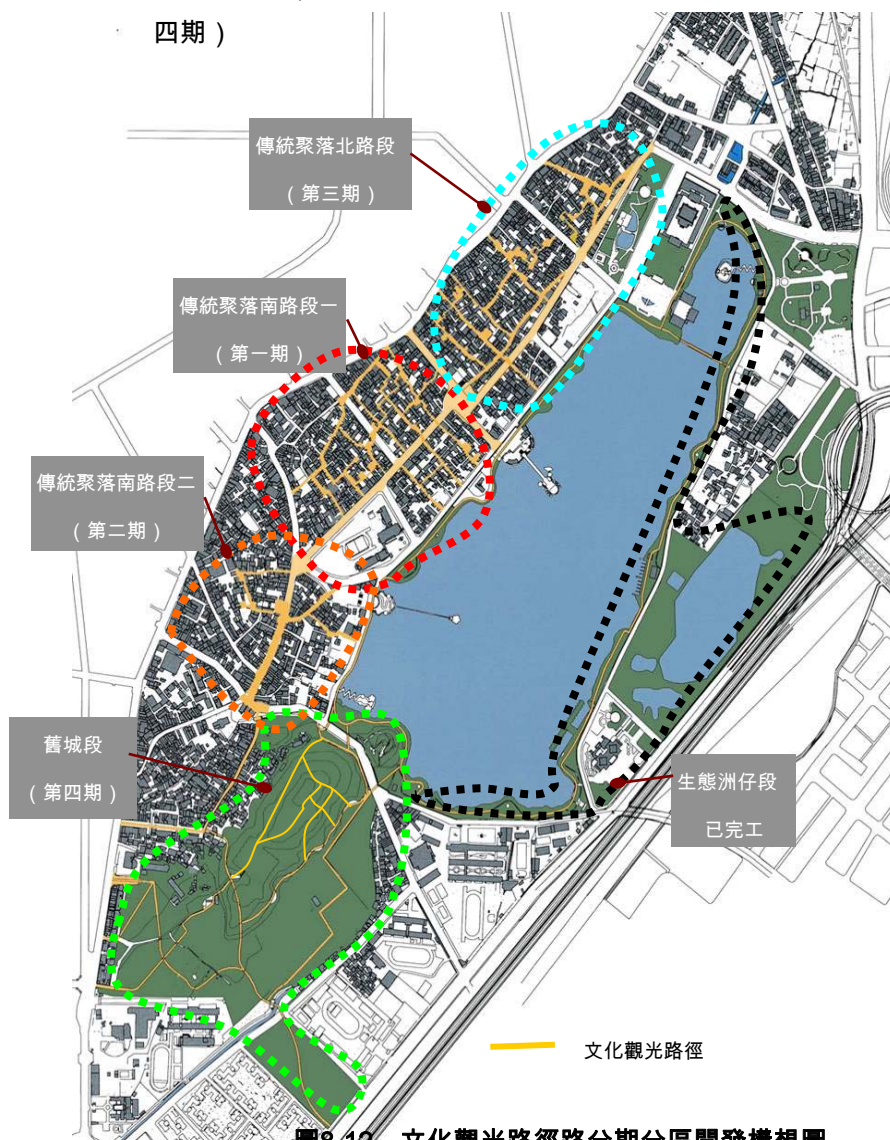 四期）
傳統聚落北路段
（第三期）
傳統聚落南路段一
（第一期）
傳統聚落南路段二
（第二期）
舊城段
（第四期）
生態洲仔段
已完工
文化觀光路徑
圖8-12 文化觀光路徑路分期分區開發構想圖